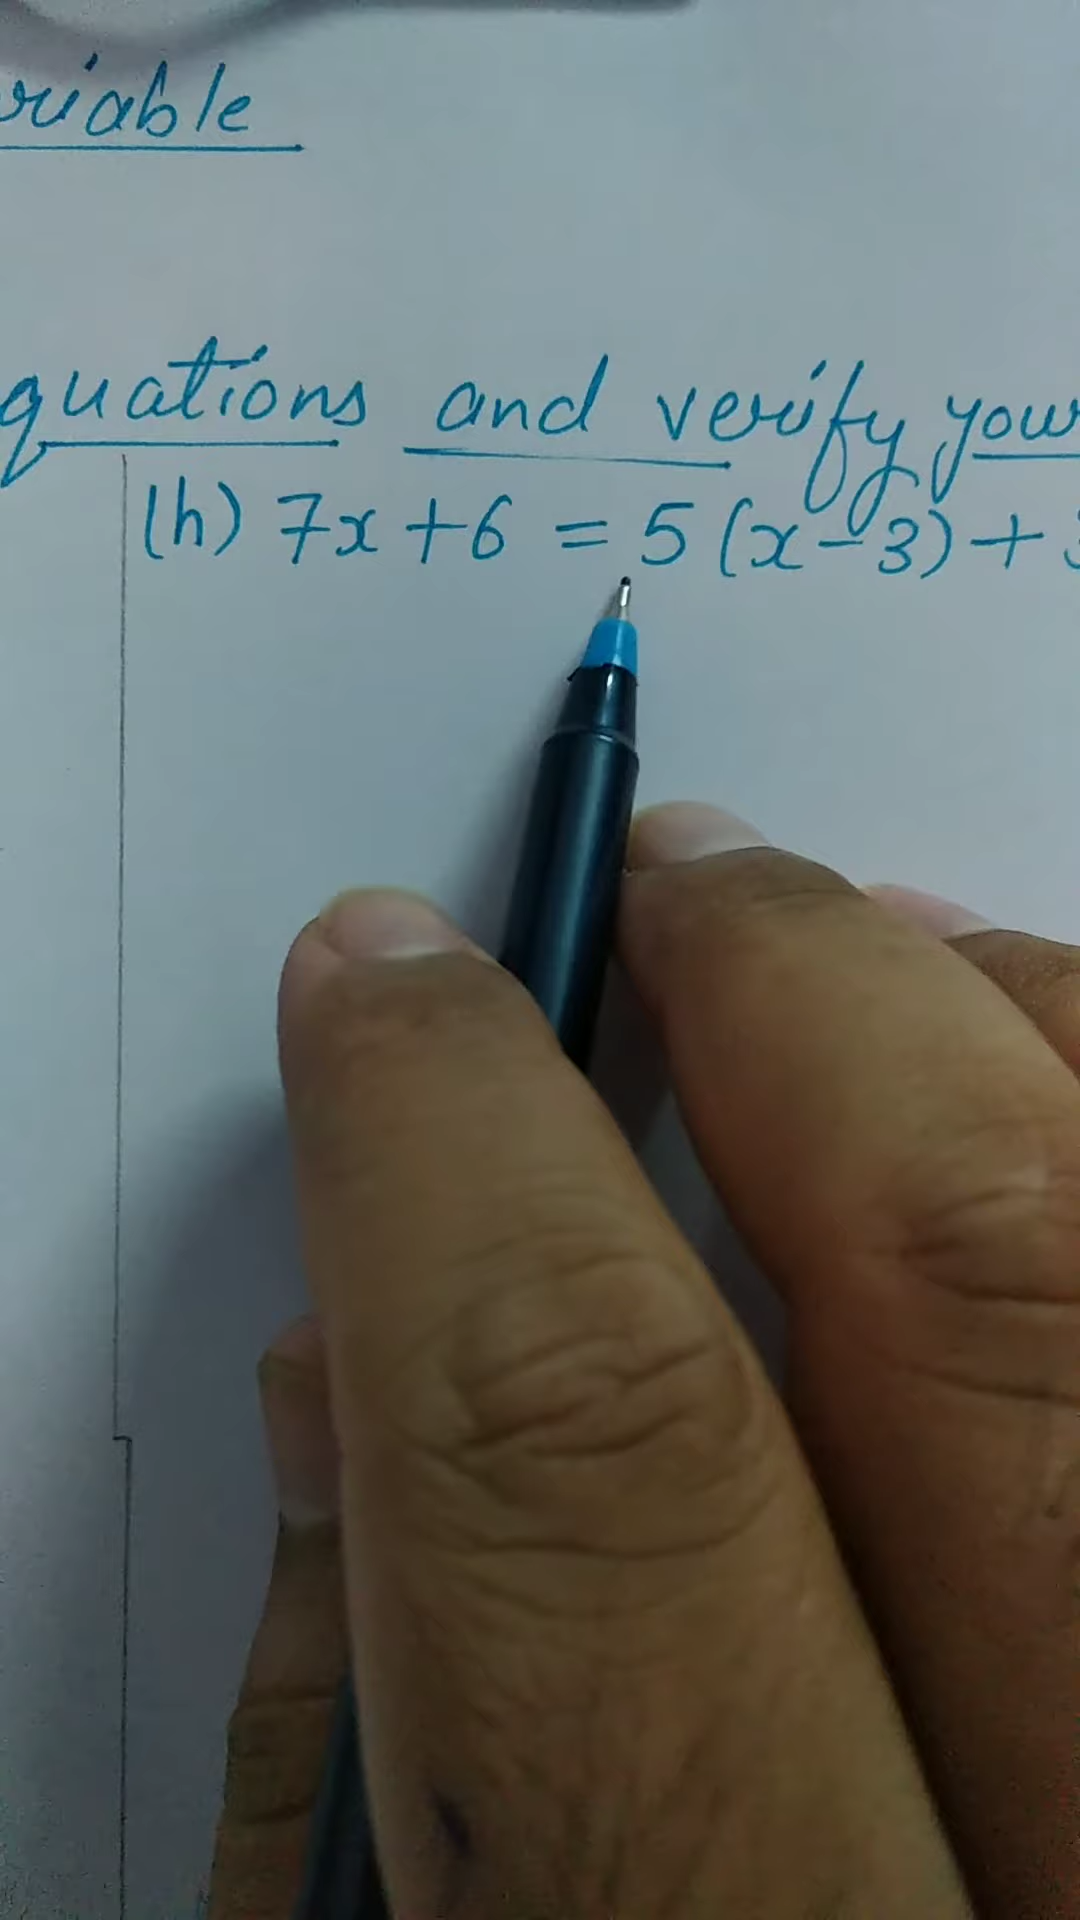 riable
quations and verify your
(h) 7x + 6 = 5 (x - 3) +